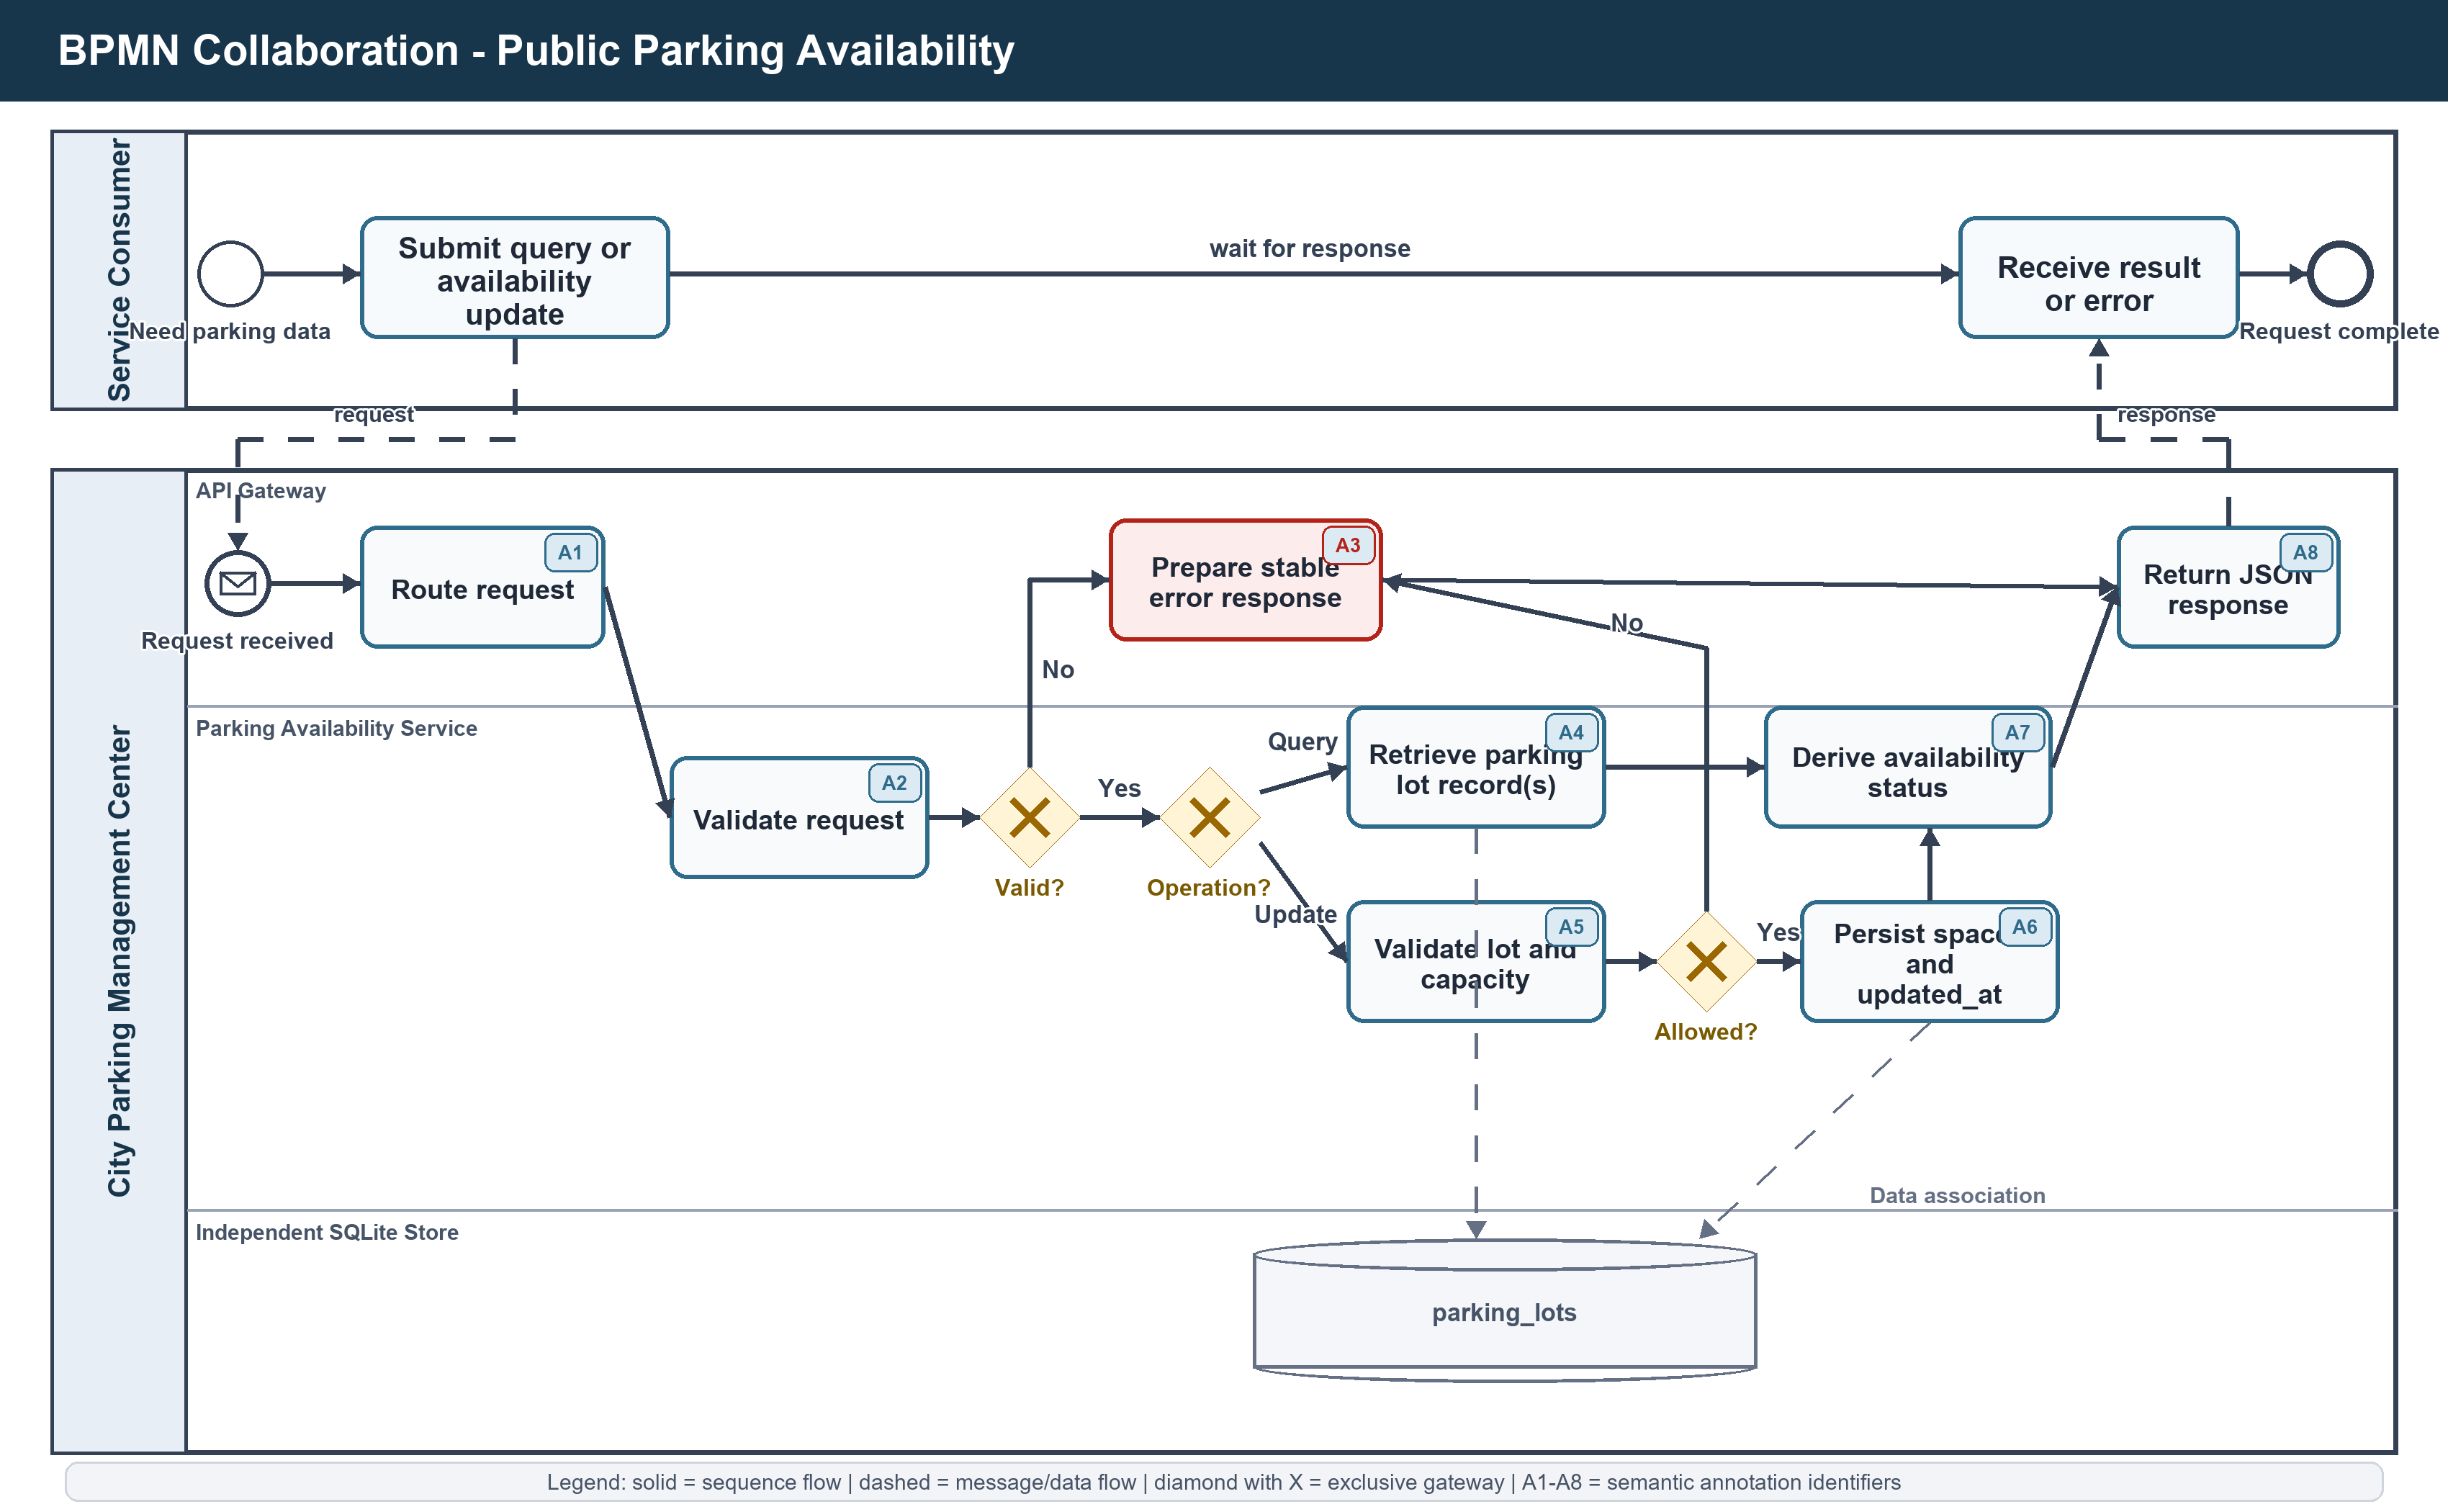 BPMN Collaboration - Public Parking Availability
Service Consumer
Need parking data
Submit query or
availability
update
wait for response
Receive result
or error
Request complete
request
response
City Parking Management Center
API Gateway
Request received
A1
Route request
A3
Prepare stable
error response
A8
Return JSON
response
No
No
Parking Availability Service
A2
Validate request
Valid?
Yes
Operation?
Query
Update
A4
Retrieve parking
lot record(s)
A7
Derive availability
status
A5
Validate lot and
capacity
Allowed?
Yes
A6
Persist space
and
updated_at
Data association
Independent SQLite Store
parking_lots
Legend: solid = sequence flow | dashed = message/data flow | diamond with X = exclusive gateway | A1-A8 = semantic annotation identifiers